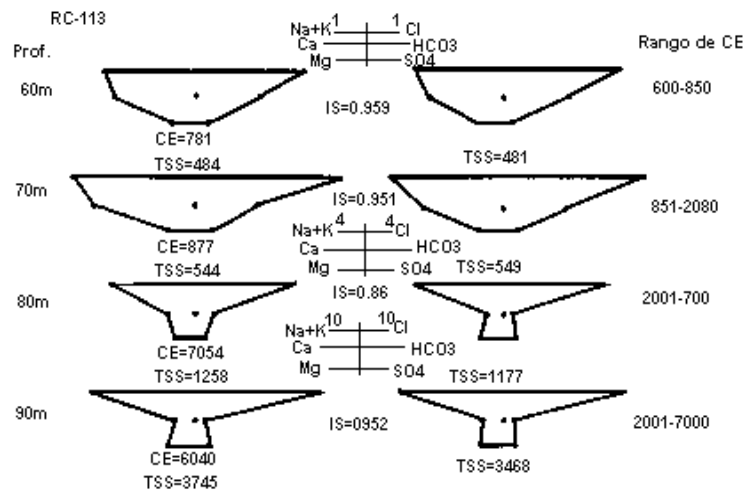 RC-113
Prof.
Rango de CE
1 1
Na+K Cl
Ca HCO3
Mg SO4
60m
IS=0.959
600-850
CE=781
TSS=484
TSS=481
70m
IS=0.951
851-2080
CE=877
TSS=544
TSS=549
4 4
Na+K Cl
Ca HCO3
Mg SO4
80m
IS=0.86
2001-700
CE=7054
TSS=1258
TSS=1177
10 10
Na+K Cl
Ca HCO3
Mg SO4
90m
IS=0952
2001-7000
CE=6040
TSS=3745
TSS=3468